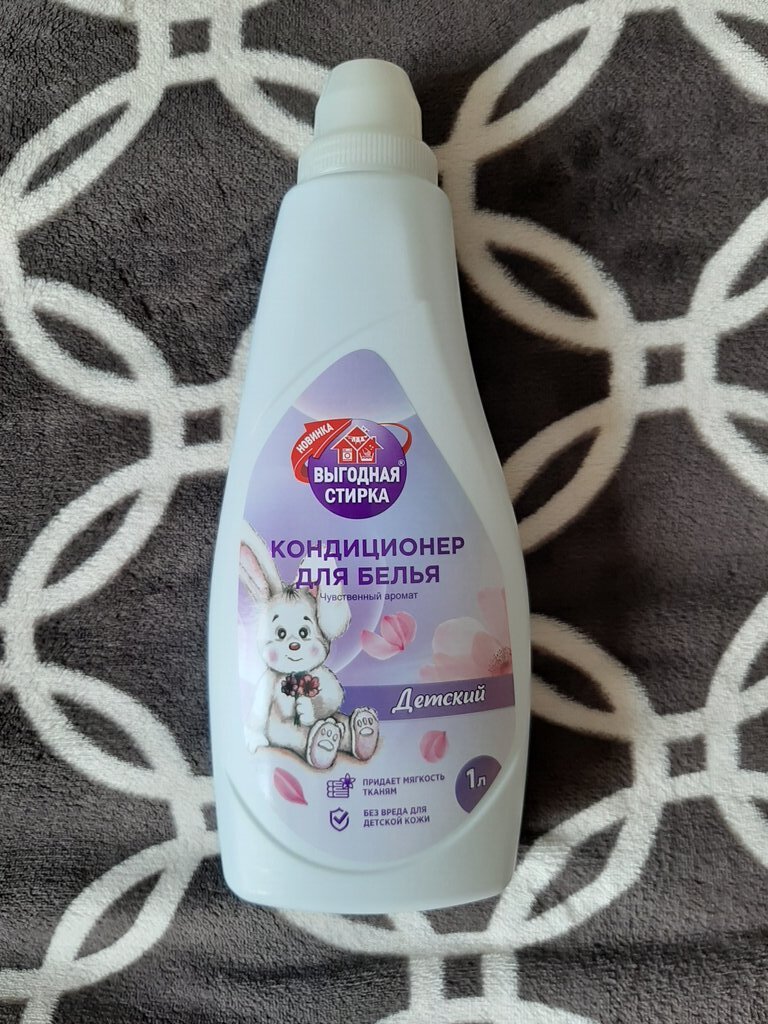 НОВИНКА
ВЫГОДНАЯ
СТИРКА®
КОНДИЦИОНЕР
ДЛЯ БЕЛЬЯ
Чувственный аромат
Детский
ПРИДАЕТ МЯГКОСТЬ
ТКАНЯМ
1л
БЕЗ ВРЕДА ДЛЯ
ДЕТСКОЙ КОЖИ